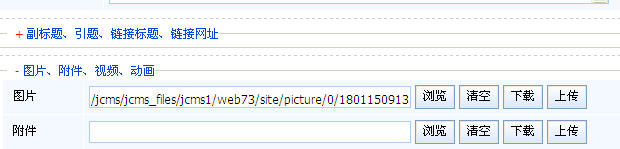 + 副标题、引题、链接标题、链接网址
- 图片、附件、视频、动画
图片 /jcms/jcms_files/jcms1/web73/site/picture/0/1801150913 浏览 清空 下载 上传
附件 浏览 清空 下载 上传